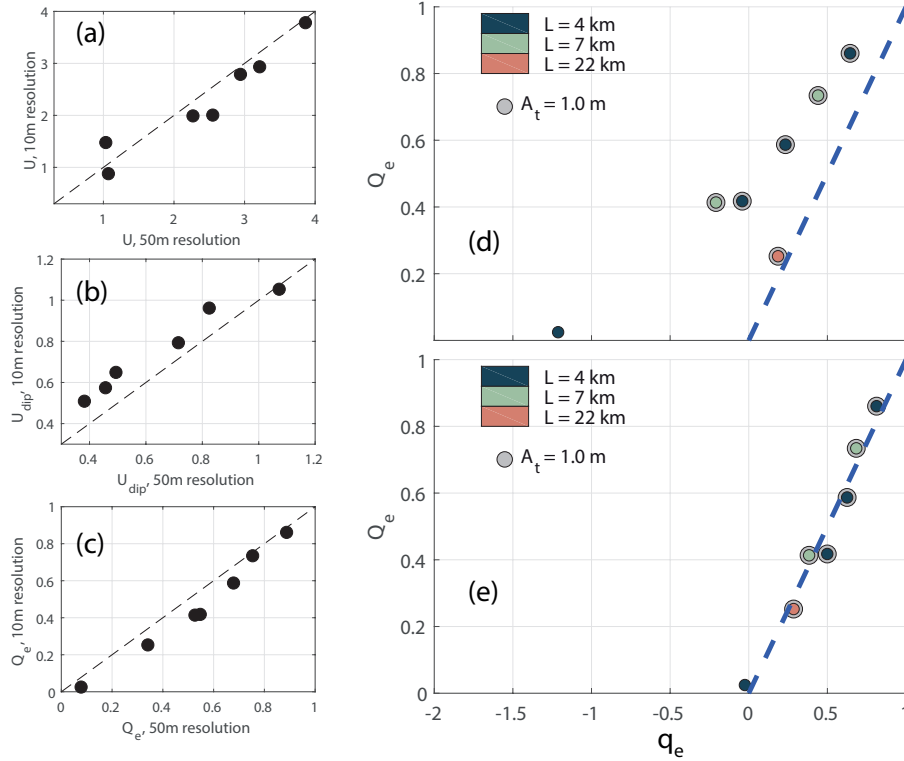 (a)
4
3
2
1
U, 10m resolution
1
2
3
4
U, 50m resolution
(b)
1.2
1
0.8
0.6
0.4
U_dip, 10m resolution
0.4
0.6
0.8
1
1.2
U_dip, 50m resolution
(c)
1
0.8
0.6
0.4
0.2
0
Q_e, 10m resolution
0
0.2
0.4
0.6
0.8
1
Q_e, 50m resolution
L = 4 km
L = 7 km
L = 22 km
A_t = 1.0 m
(d)
1
0.8
0.6
0.4
0.2
Q_e
L = 4 km
L = 7 km
L = 22 km
A_t = 1.0 m
(e)
1
0.8
0.6
0.4
0.2
0
Q_e
-2
-1.5
-1
-0.5
0
0.5
q_e